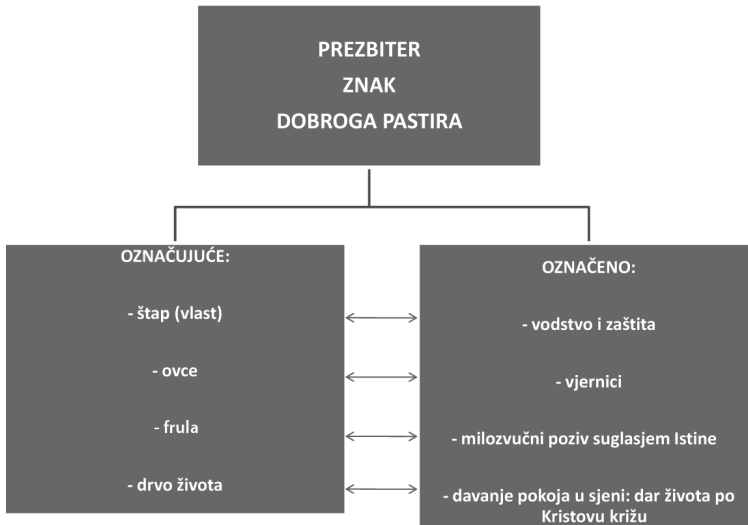 PREZBITER
ZNAK
DOBROGA PASTIRA
OZNAČUJUĆE:
- štap (vlast)
- ovce
- frula
- drvo života
OZNAČENO:
- vodstvo i zaštita
- vjernici
- milozvučni poziv suglasjem Istine
- davanje pokoja u sjeni: dar života po
Kristovu križu